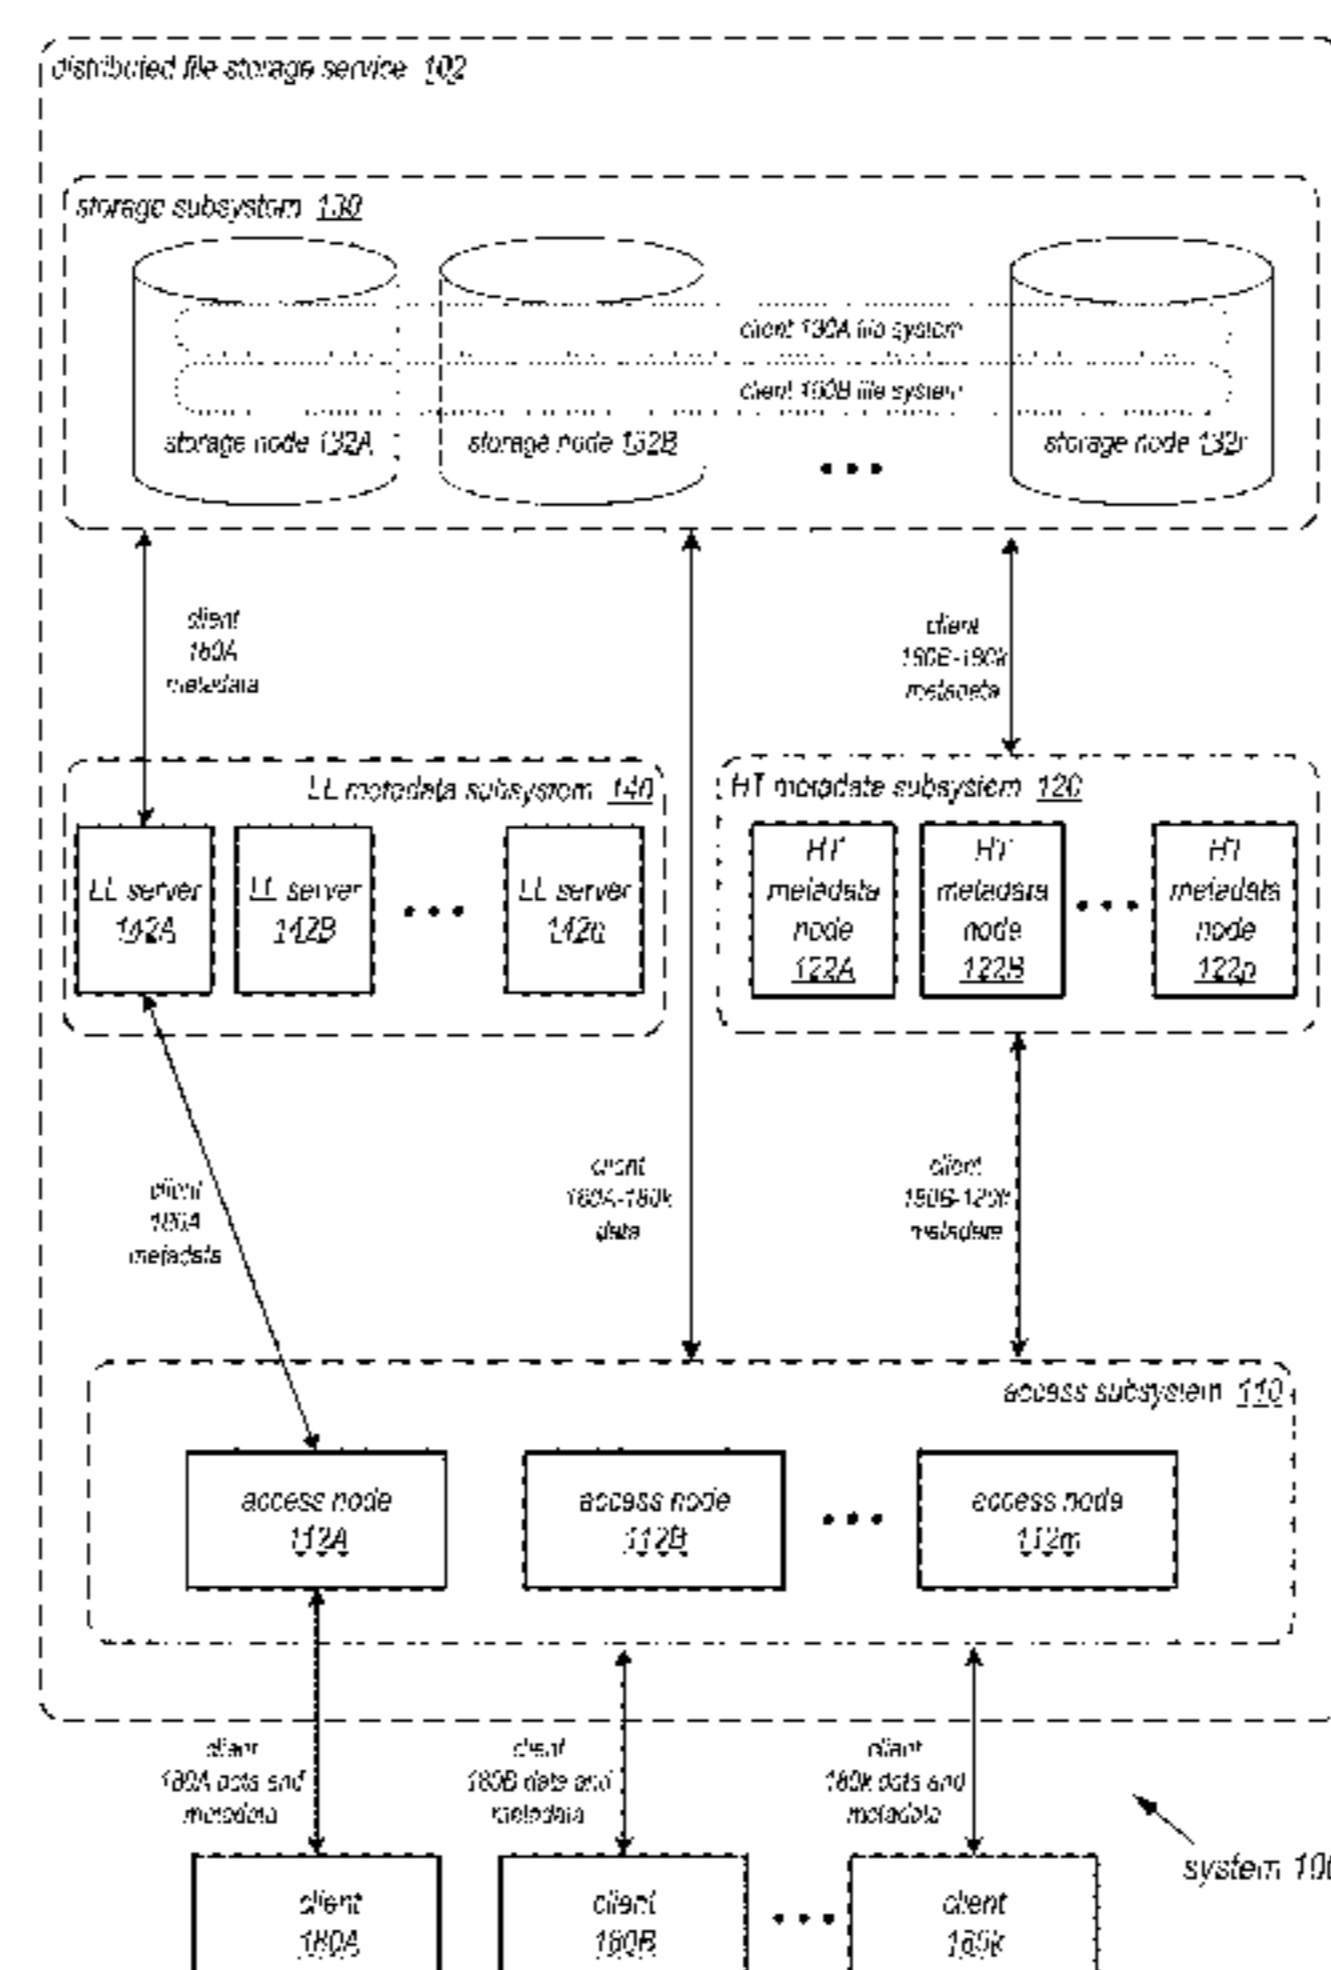 distributed file storage service 102
storage subsystem 130
client 180A file system
client 180B file system
storage node 132A
storage node 132B
storage node 132r
client
180A
metadata
client
180B-180k
metadata
LL metadata subsystem 140
HT metadata subsystem 120
LL server
142A
LL server
142B
LL server
142n
HT
metadata
node
122A
HT
metadata
node
122B
HT
metadata
node
122p
client
180A
metadata
client
180A-180k
data
client
180B-180k
metadata
access subsystem 110
access node
112A
access node
112B
access node
112m
client
180A data and
metadata
client
180B data and
metadata
client
180k data and
metadata
system
client
180A
client
180B
client
180k